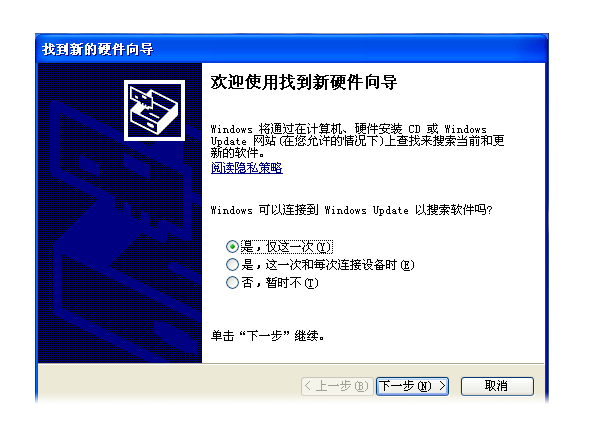 找到新的硬件向导
欢迎使用找到新硬件向导
Windows 将通过在计算机、硬件安装 CD 或 Windows
Update 网站(在您允许的情况下)上查找来搜索当前和更
新的软件。
阅读隐私策略
Windows 可以连接到 Windows Update 以搜索软件吗?
是，仅这一次(Y)
是，这一次和每次连接设备时(E)
否，暂时不(T)
单击“下一步”继续。
< 上一步(B) 下一步(N) > 取消